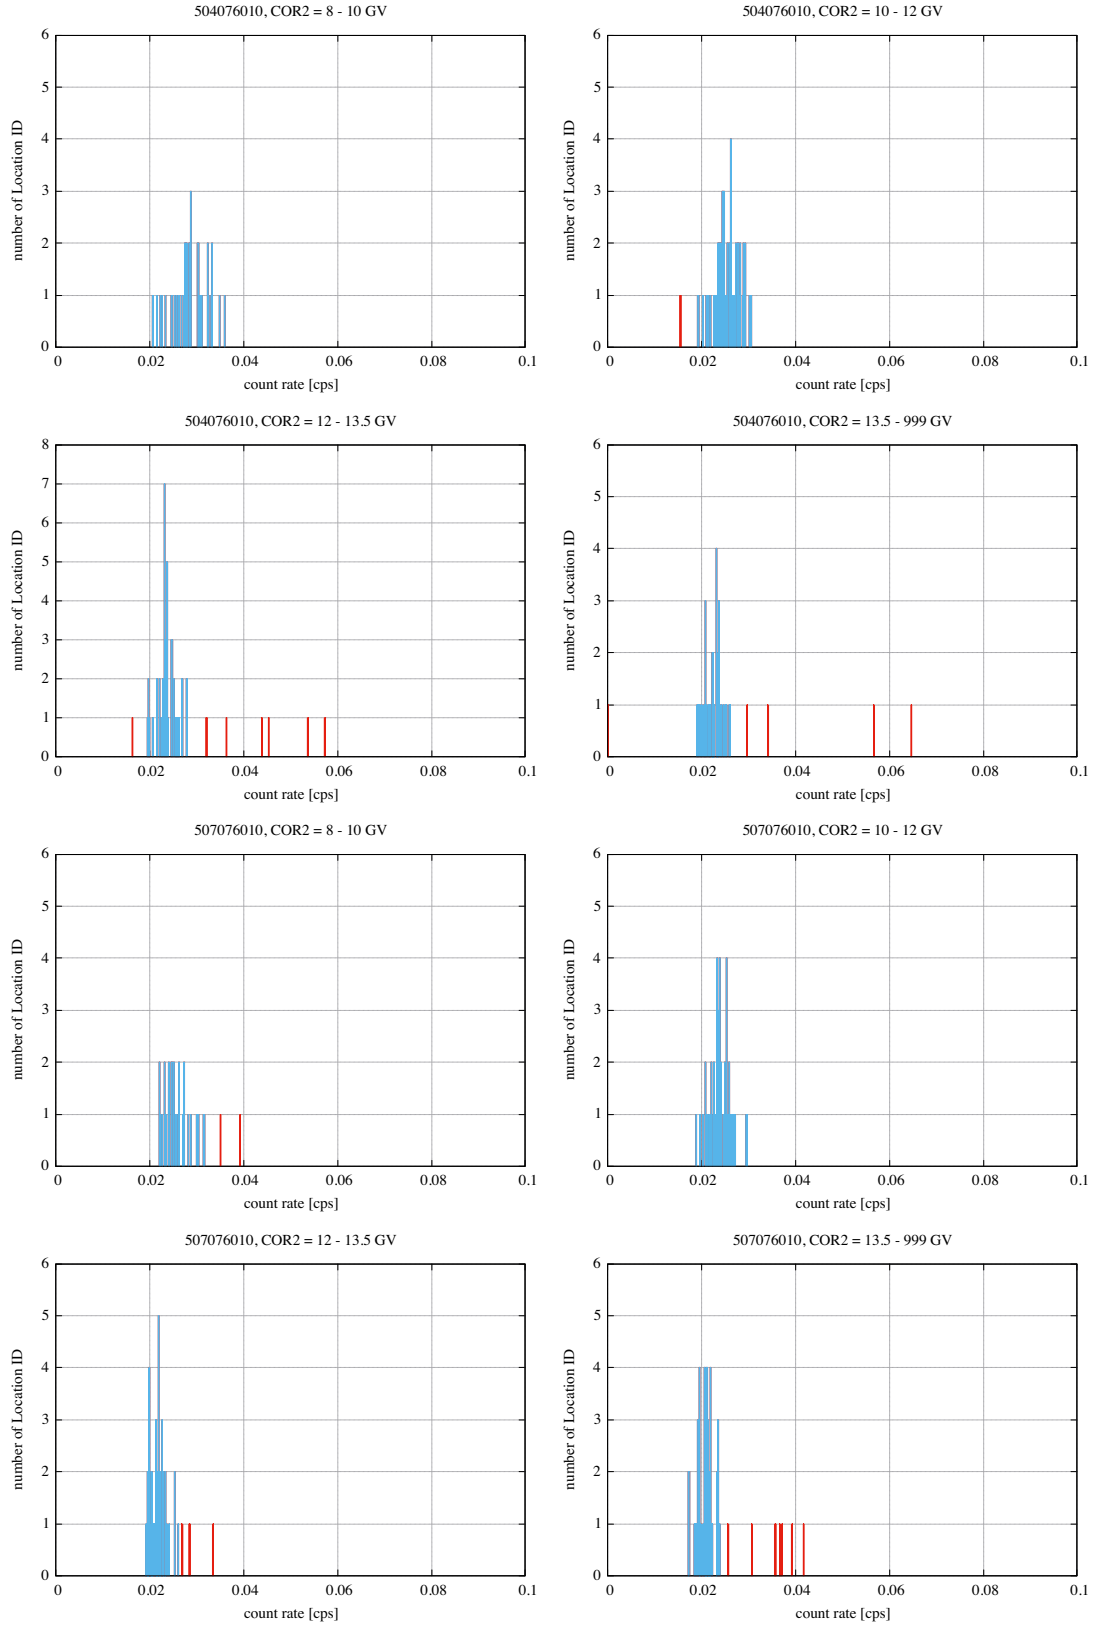 504076010, COR2 = 8 - 10 GV
number of Location ID
6
5
4
3
2
1
0
0 0.02 0.04 0.06 0.08 0.1
count rate [cps]
504076010, COR2 = 10 - 12 GV
number of Location ID
6
5
4
3
2
1
0
0 0.02 0.04 0.06 0.08 0.1
count rate [cps]
504076010, COR2 = 12 - 13.5 GV
number of Location ID
8
7
6
5
4
3
2
1
0
0 0.02 0.04 0.06 0.08 0.1
count rate [cps]
504076010, COR2 = 13.5 - 999 GV
number of Location ID
6
5
4
3
2
1
0
0 0.02 0.04 0.06 0.08 0.1
count rate [cps]
507076010, COR2 = 8 - 10 GV
number of Location ID
6
5
4
3
2
1
0
0 0.02 0.04 0.06 0.08 0.1
count rate [cps]
507076010, COR2 = 10 - 12 GV
number of Location ID
6
5
4
3
2
1
0
0 0.02 0.04 0.06 0.08 0.1
count rate [cps]
507076010, COR2 = 12 - 13.5 GV
number of Location ID
6
5
4
3
2
1
0
0 0.02 0.04 0.06 0.08 0.1
count rate [cps]
507076010, COR2 = 13.5 - 999 GV
number of Location ID
6
5
4
3
2
1
0
0 0.02 0.04 0.06 0.08 0.1
count rate [cps]